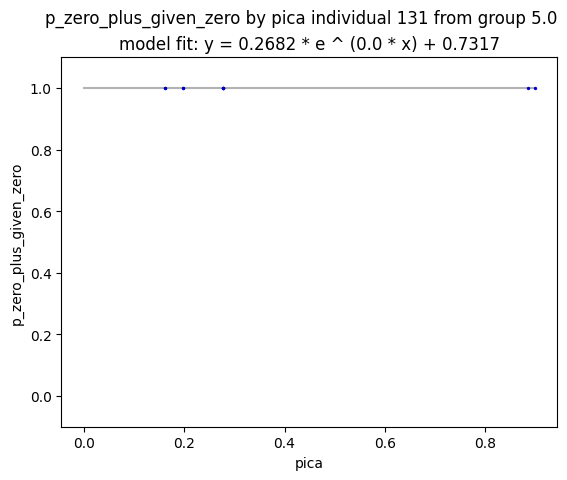 p_zero_plus_given_zero by pica individual 131 from group 5.0
model fit: y = 0.2682 * e ^ (0.0 * x) + 0.7317
1.0
0.8
0.6
0.4
0.2
0.0
p_zero_plus_given_zero
0.0 0.2 0.4 0.6 0.8
pica